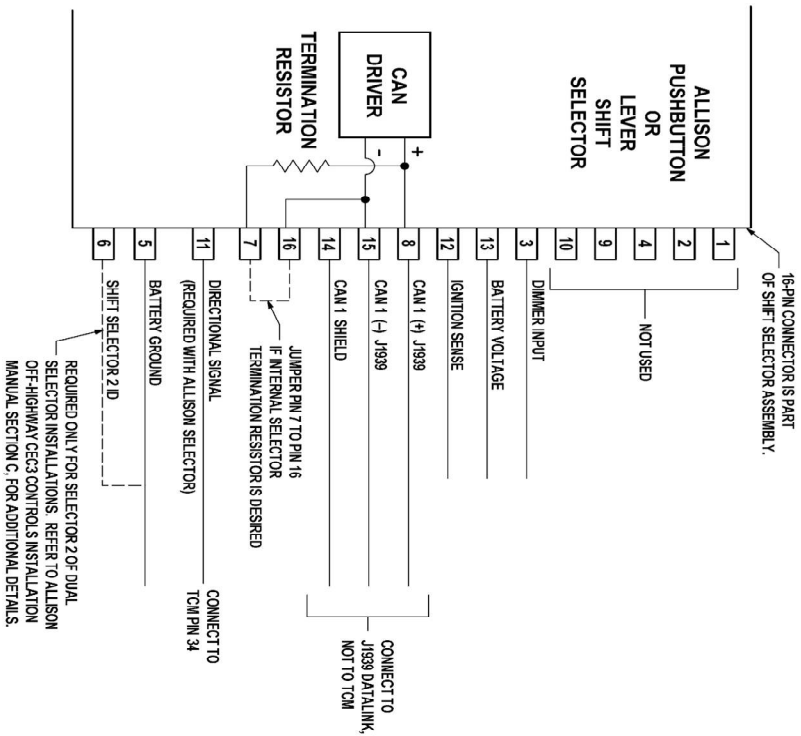 16-PIN CONNECTOR IS PART
OF SHIFT SELECTOR ASSEMBLY.
ALLISON
PUSHBUTTON
OR
LEVER
SHIFT
SELECTOR
1
2
4
9
10
NOT USED
3
DIMMER INPUT
13
BATTERY VOLTAGE
12
IGNITION SENSE
CAN
DRIVER
+
-
8
CAN 1 (+) J1939
15
CAN 1 (–) J1939
14
CAN 1 SHIELD
CONNECT TO
J1939 DATALINK,
NOT TO TCM
TERMINATION
RESISTOR
16
7
JUMPER PIN 7 TO PIN 16
IF INTERNAL SELECTOR
TERMINATION RESISTOR IS DESIRED
11
DIRECTIONAL SIGNAL
(REQUIRED WITH ALLISON SELECTOR)
CONNECT TO
TCM PIN 34
5
BATTERY GROUND
6
SHIFT SELECTOR 2 ID
REQUIRED ONLY FOR SELECTOR 2 OF DUAL
SELECTOR INSTALLATIONS. REFER TO ALLISON
OFF-HIGHWAY CEC3 CONTROLS INSTALLATION
MANUAL SECTION C, FOR ADDITIONAL DETAILS.